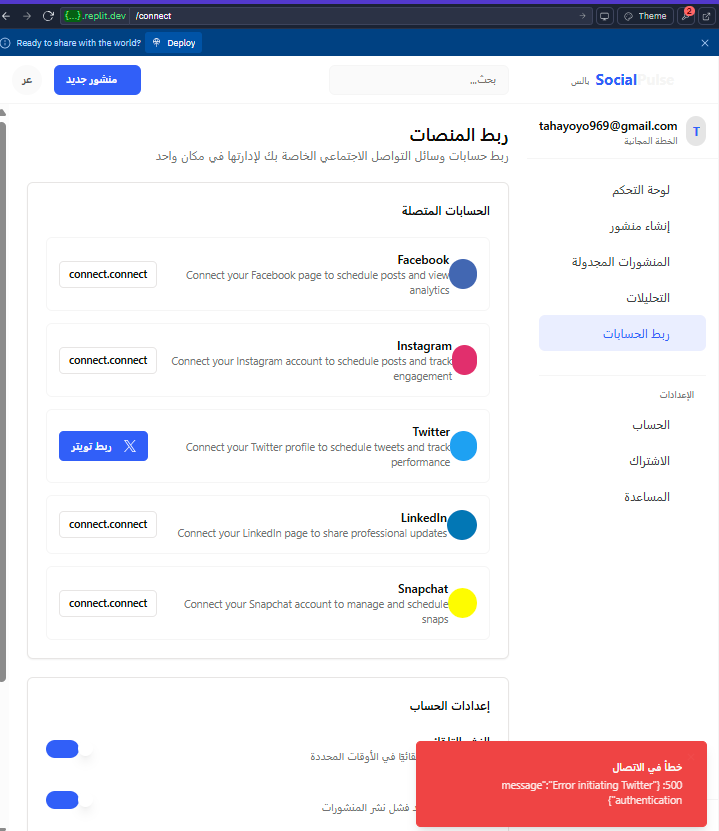 {...}.replit.dev /connect
Theme
2
Ready to share with the world? Deploy
SocialPulse بالس
بحث...
منشور جديد
عر
tahayoyo969@gmail.com
الخطة المجانية
T
لوحة التحكم
إنشاء منشور
المنشورات المجدولة
التحليلات
ربط الحسابات
الإعدادات
الحساب
الاشتراك
المساعدة
ربط المنصات
ربط حسابات وسائل التواصل الاجتماعي الخاصة بك لإدارتها في مكان واحد
الحسابات المتصلة
Facebook
Connect your Facebook page to schedule posts and view
analytics
connect.connect
Instagram
Connect your Instagram account to schedule posts and track
engagement
connect.connect
Twitter
Connect your Twitter profile to schedule tweets and track
performance
ربط تويتر
LinkedIn
Connect your LinkedIn page to share professional updates
connect.connect
Snapchat
Connect your Snapchat account to manage and schedule
snaps
connect.connect
إعدادات الحساب
في الأوقات المحددة
فشل نشر المنشورات
خطأ في الاتصال
500: {"message":"Error initiating Twitter
authentication"}